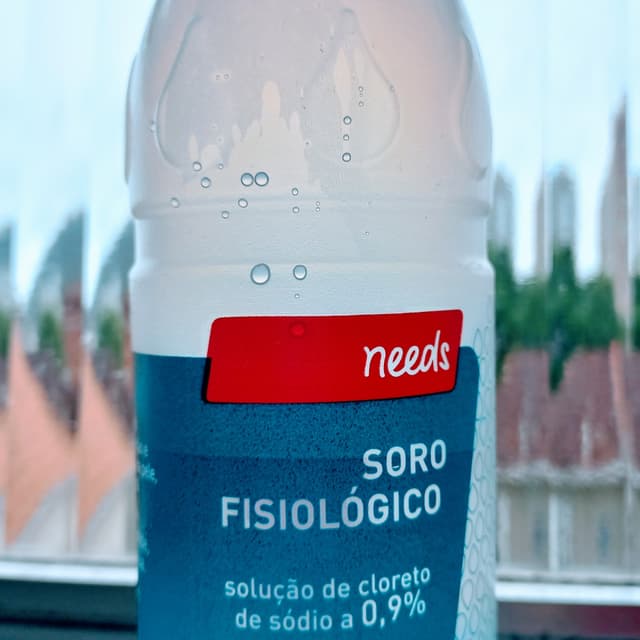 needs
SORO
FISIOLÓGICO
solução de cloreto
de sódio a 0,9%